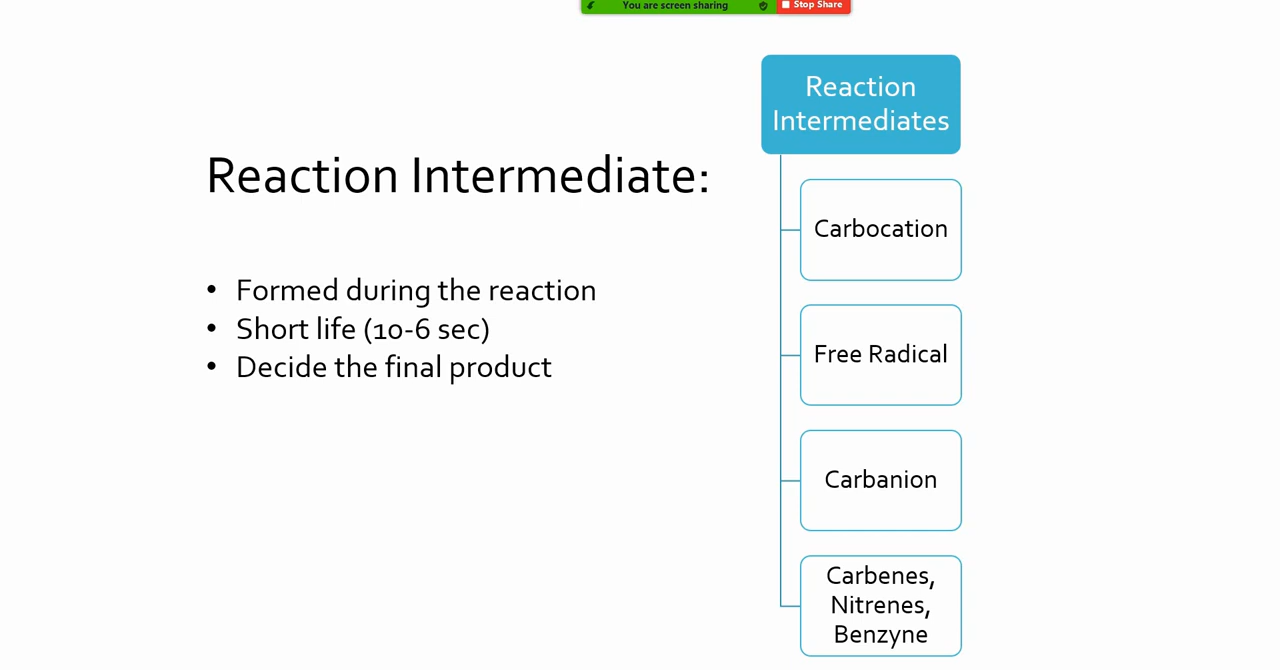 You are screen sharing
Stop Share
Reaction Intermediate:
• Formed during the reaction
• Short life (10-6 sec)
• Decide the final product
Reaction
Intermediates
Carbocation
Free Radical
Carbanion
Carbenes,
Nitrenes,
Benzyne